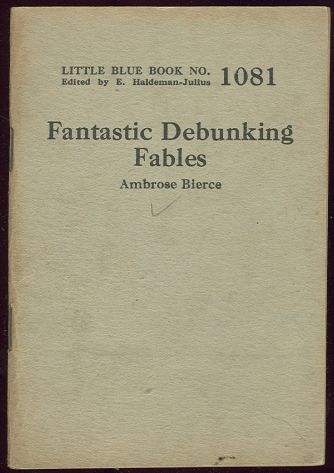 LITTLE BLUE BOOK NO. 1081
Edited by E. Haldeman-Julius
Fantastic Debunking
Fables
Ambrose Bierce